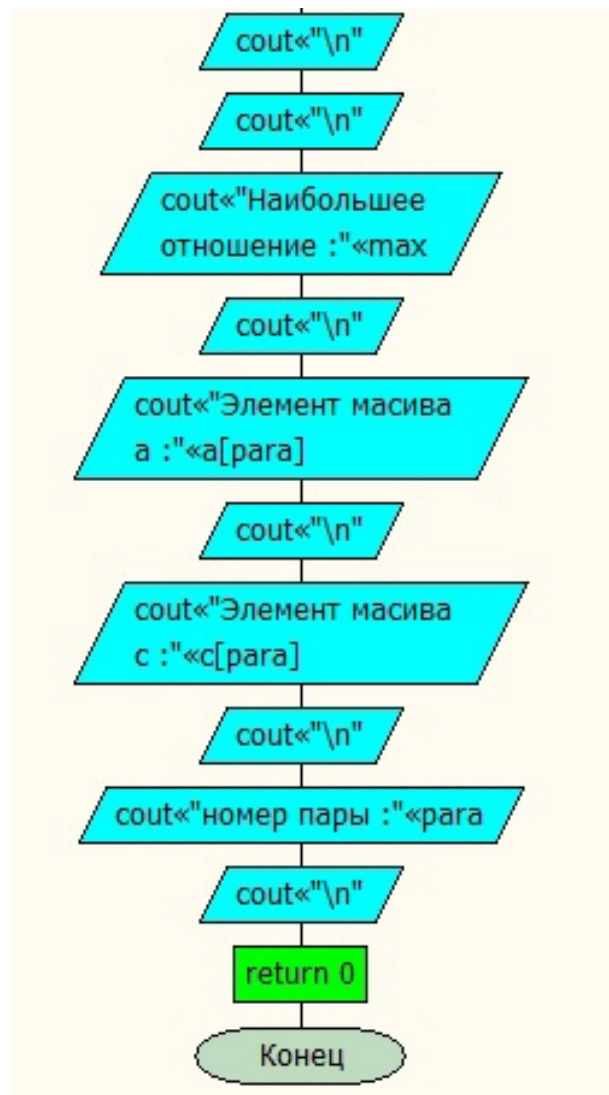 cout«"\n"
cout«"\n"
cout«"Наибольшее
отношение :"«max
cout«"\n"
cout«"Элемент масива
a :"«a[para]
cout«"\n"
cout«"Элемент масива
c :"«c[para]
cout«"\n"
cout«"номер пары :"«para
cout«"\n"
return 0
Конец